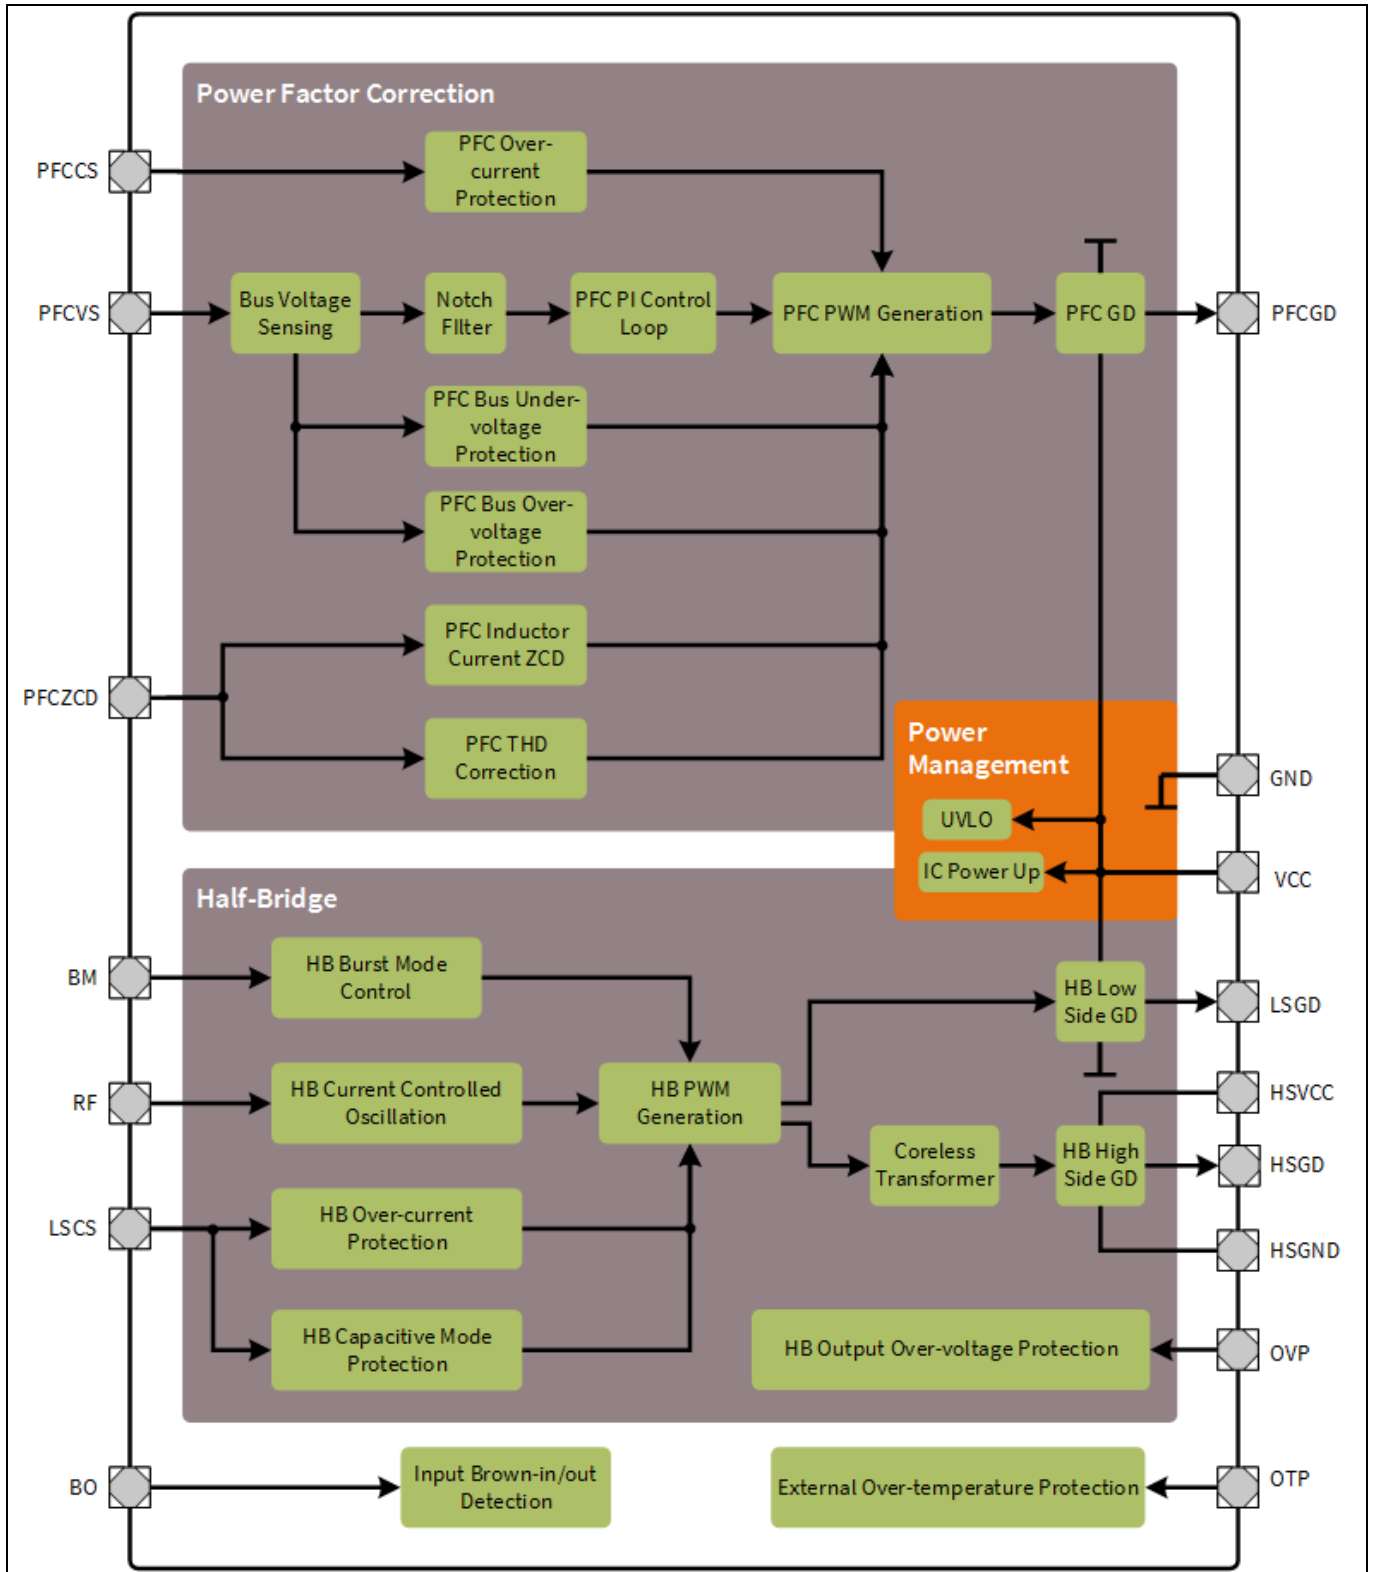 Power Factor Correction
PFCCS
PFC Over-
current
Protection
PFCVS
Bus Voltage
Sensing
Notch
FIlter
PFC PI Control
Loop
PFC PWM Generation
PFC GD
PFCGD
PFC Bus Under-
voltage
Protection
PFC Bus Over-
voltage
Protection
PFC Inductor
Current ZCD
PFCZCD
PFC THD
Correction
Power
Management
GND
UVLO
IC Power Up
VCC
Half-Bridge
BM
HB Burst Mode
Control
HB Low
Side GD
LSGD
RF
HB Current Controlled
Oscillation
HB PWM
Generation
HSVCC
Coreless
Transformer
HB High
Side GD
HSGD
LSCS
HB Over-current
Protection
HSGND
HB Capacitive Mode
Protection
HB Output Over-voltage Protection
OVP
BO
Input Brown-in/out
Detection
External Over-temperature Protection
OTP